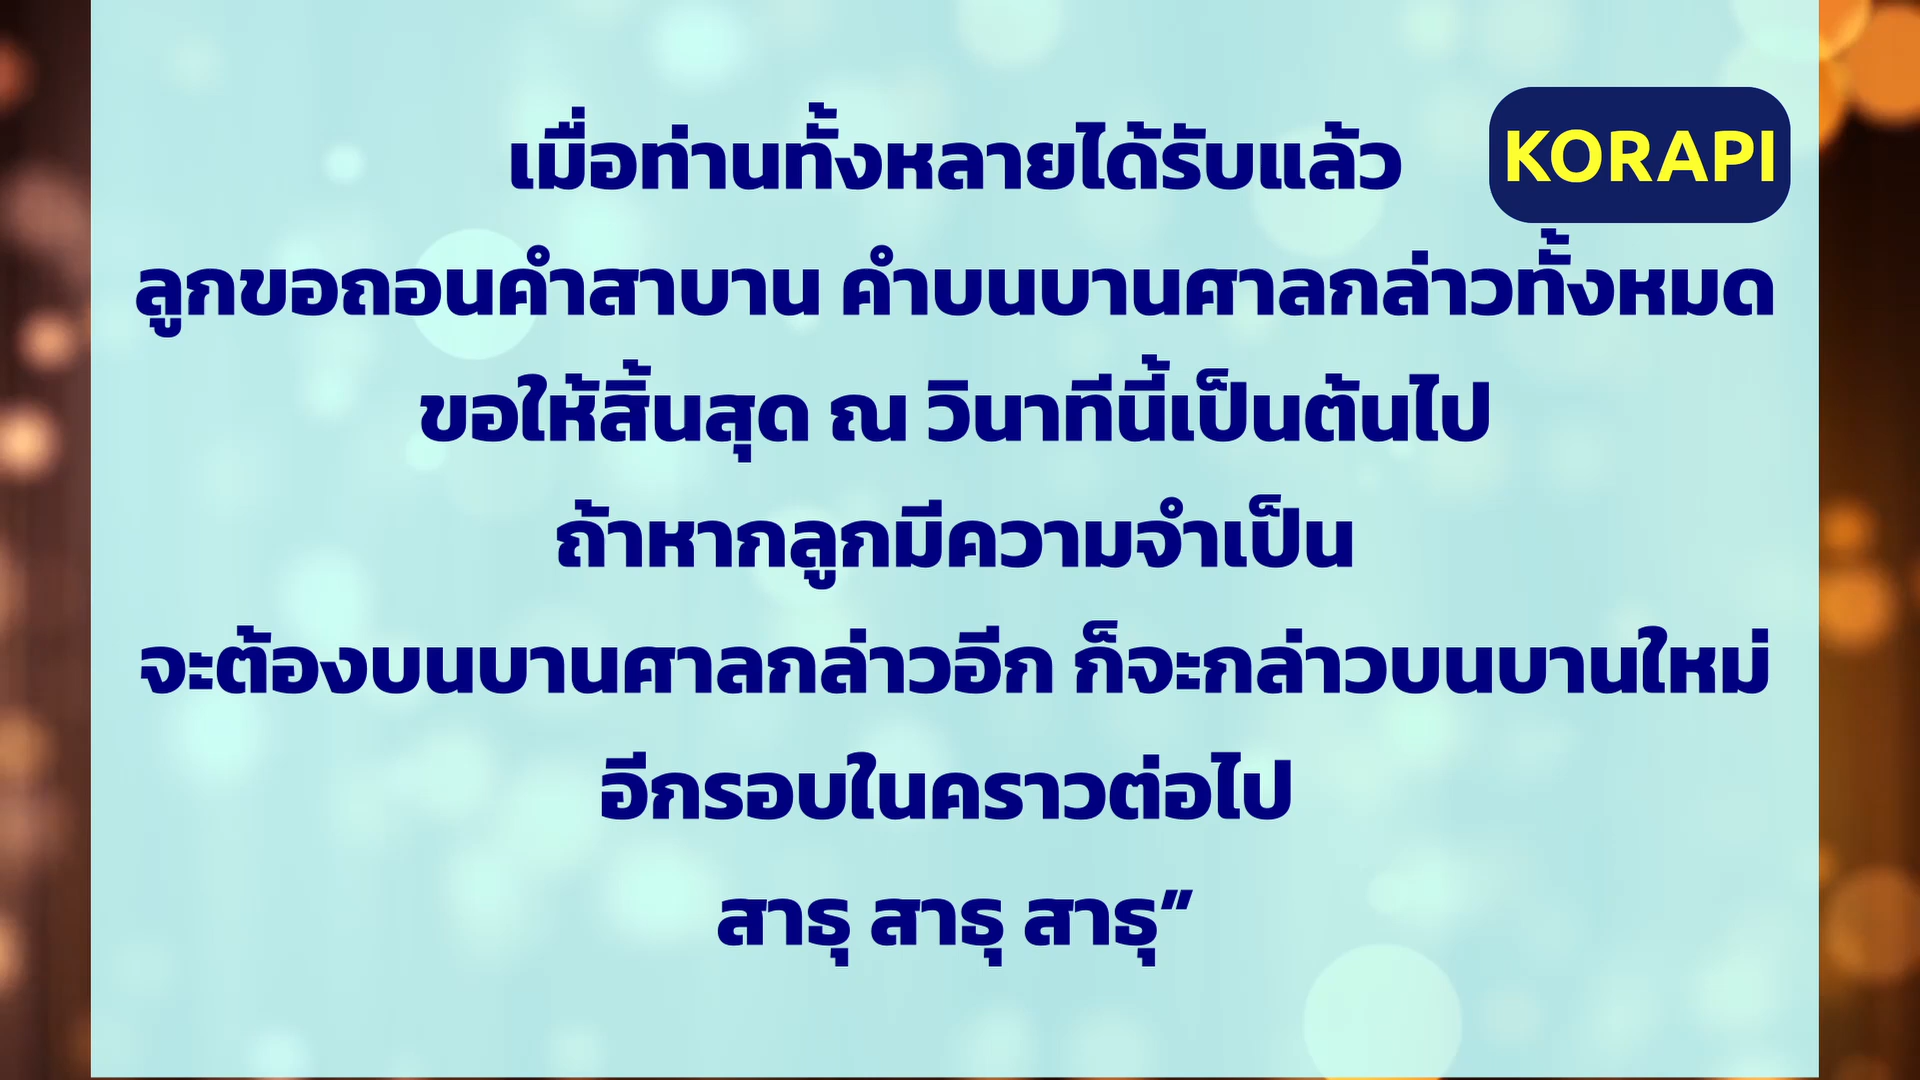 เมื่อท่านทั้งหลายได้รับแล้ว
KORAPI
ลูกขอถอนคำสาบาน คำบนบานศาลกล่าวทั้งหมด
ขอให้สิ้นสุด ณ วินาทีนี้เป็นต้นไป
ถ้าหากลูกมีความจำเป็น
จะต้องบนบานศาลกล่าวอีก ก็จะกล่าวบนบานใหม่
อีกรอบในคราวต่อไป
สาธุ สาธุ สาธุ”